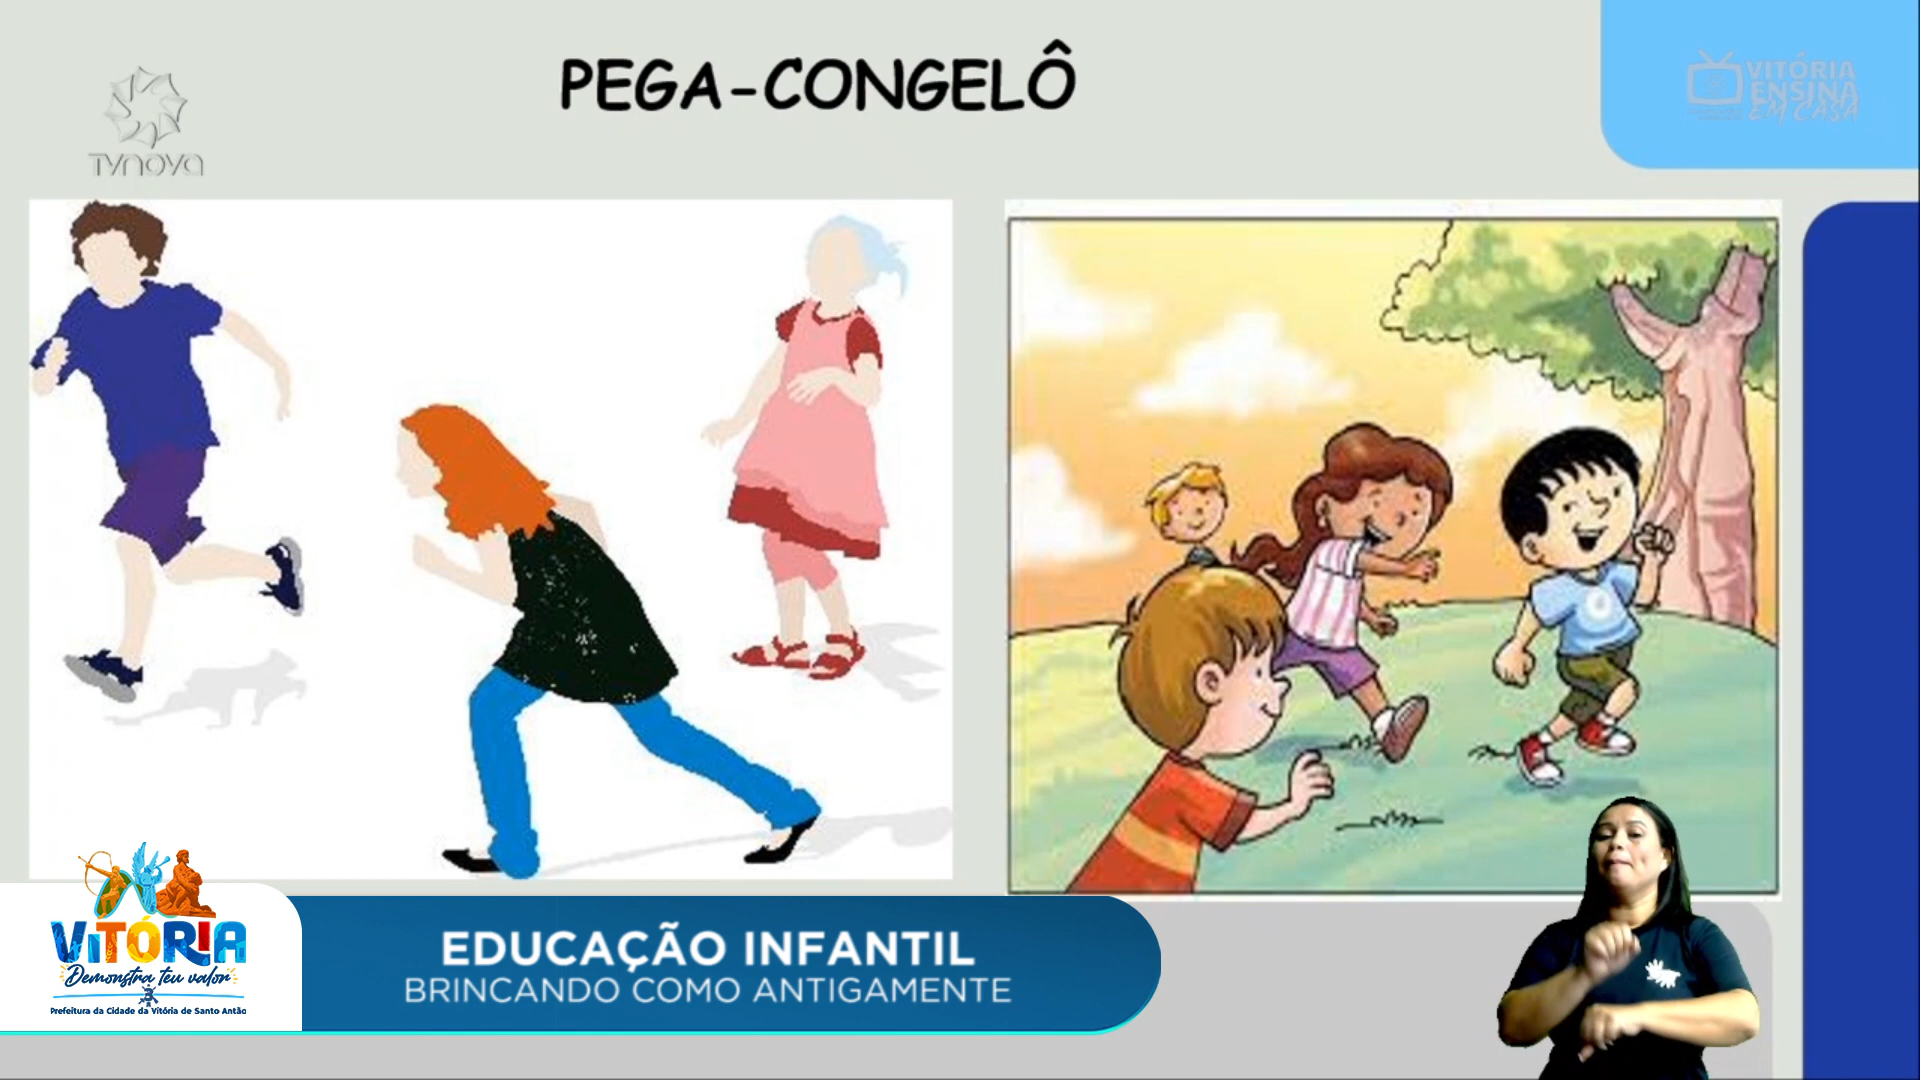 PEGA-CONGELÔ
TVNOVA
VITÓRIA
ENSINA
EM CASA
VITÓRIA
Demonstra teu valor
Prefeitura da Cidade da Vitória de Santo Antão
EDUCAÇÃO INFANTIL
BRINCANDO COMO ANTIGAMENTE